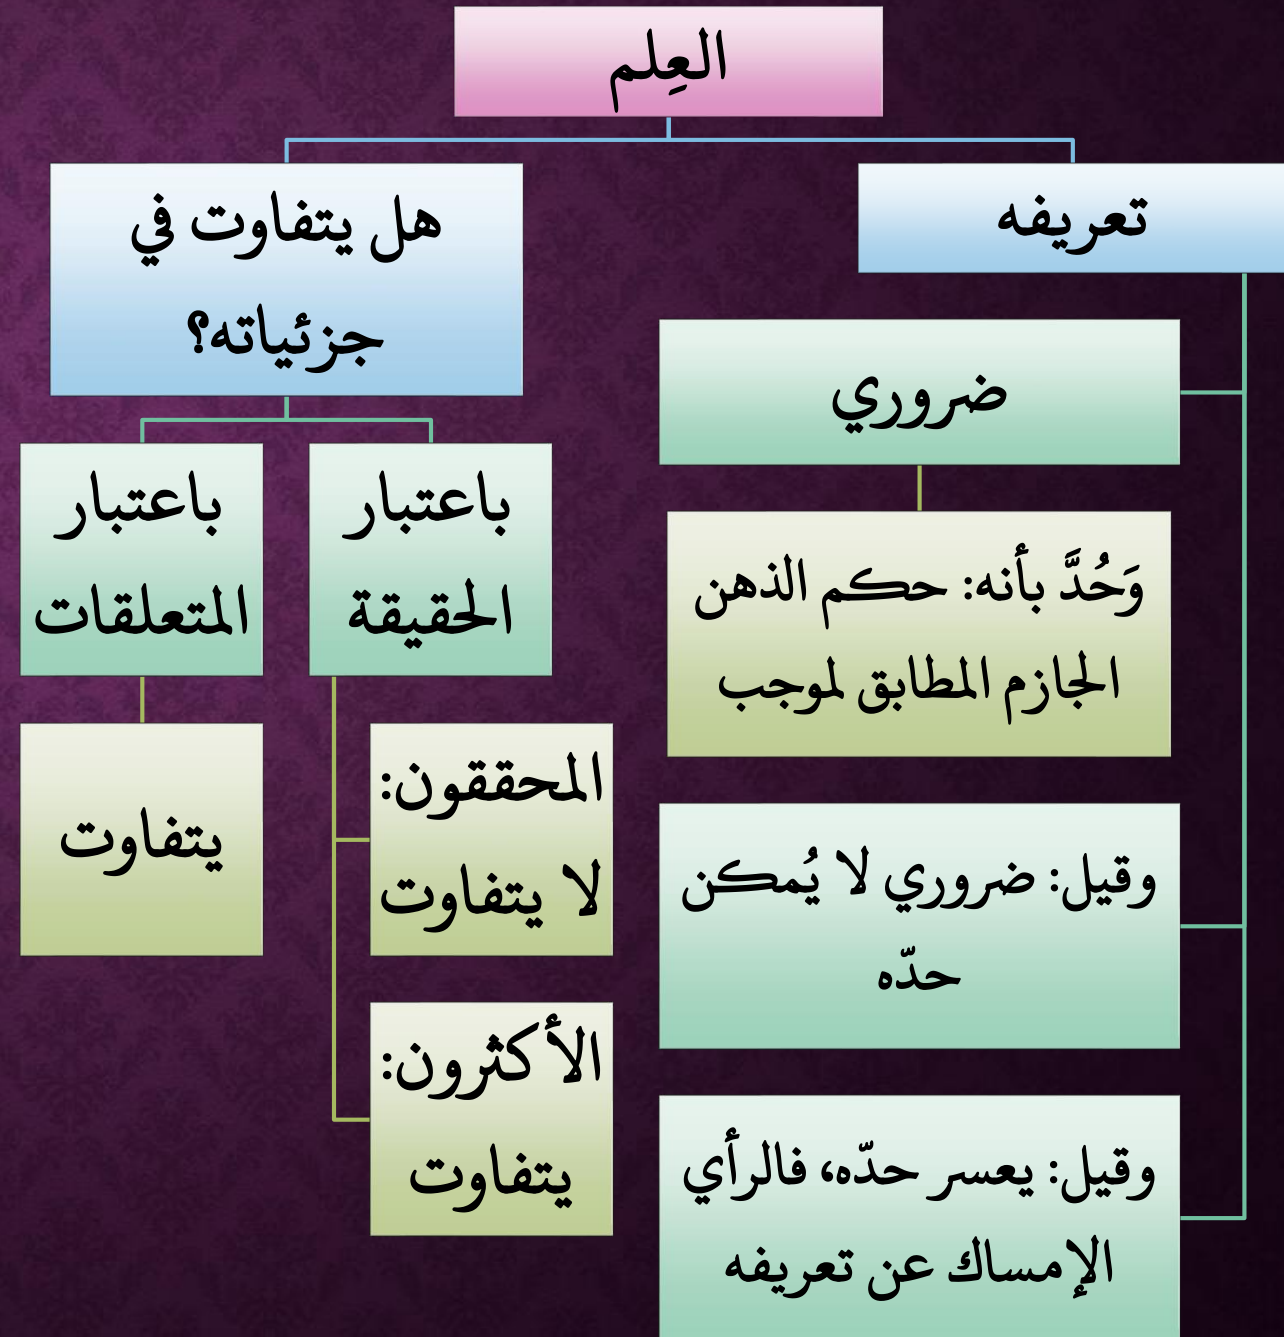 العِلم
تعريفه
ضروري
وَحُدَّ بأنه: حكم الذهن
الجازم المطابق لموجب
وقيل: ضروري لا يُمكن
حدّه
وقيل: يعسر حدّه، فالرأي
الإمساك عن تعريفه
هل يتفاوت في
جزئياته؟
باعتبار
الحقيقة
المحققون:
لا يتفاوت
الأكثرون:
يتفاوت
باعتبار
المتعلقات
يتفاوت